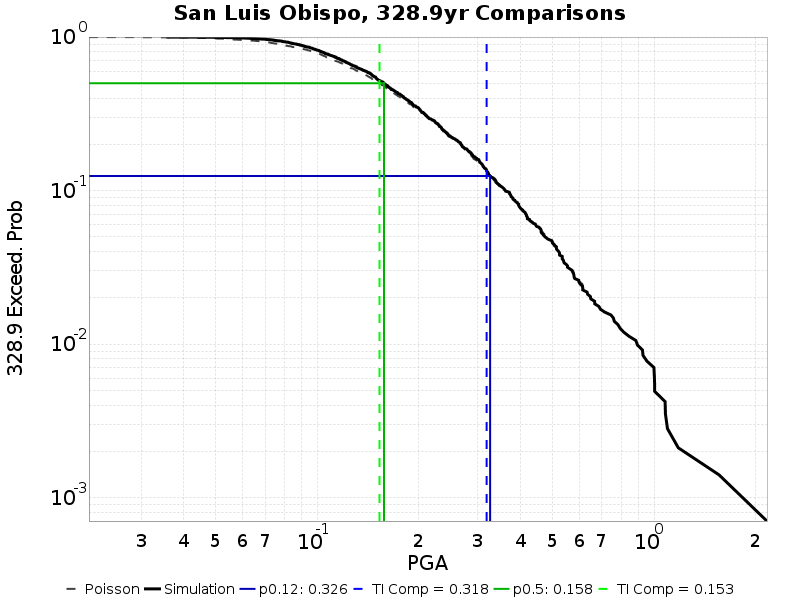 San Luis Obispo, 328.9yr Comparisons
328.9 Exceed. Prob
10^0
10^-1
10^-2
10^-3
3 4 5 6 7 10^-1 2 3 4 5 6 7 10^0 2
PGA
Poisson Simulation p0.12: 0.326 TI Comp = 0.318 p0.5: 0.158 TI Comp = 0.153